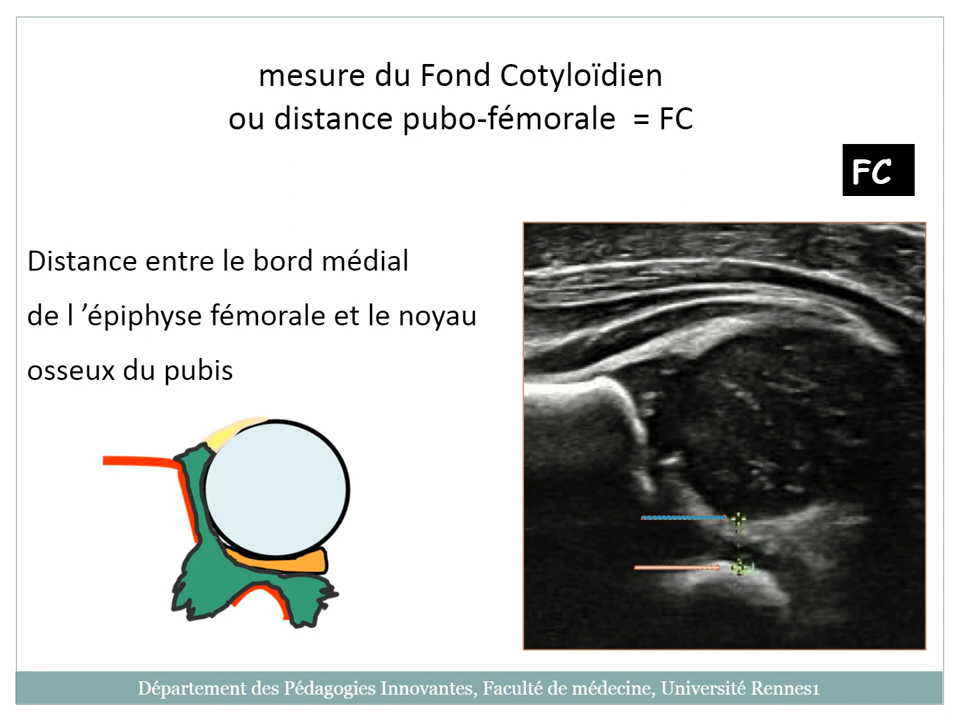 mesure du Fond Cotyloïdien
ou distance pubo-fémorale = FC
FC
Distance entre le bord médial
de l ’épiphyse fémorale et le noyau
osseux du pubis
Département des Pédagogies Innovantes, Faculté de médecine, Université Rennes1